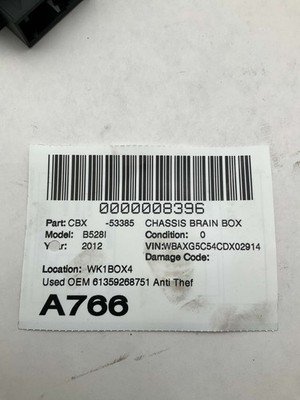 0000008396
Part: CBX -53385 CHASSIS BRAIN BOX
Model: B528I Condition: 0
Year: 2012 VIN:WBAXG5C54CDX02914
Damage Code:
Location: WK1BOX4
Used OEM 61359268751 Anti Thef
A766